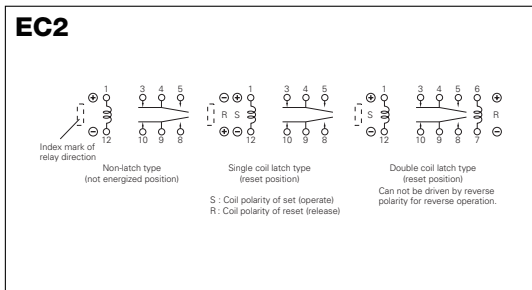 EC2
1 3 4 5
12 10 9 8
Index mark of
relay direction
Non-latch type
(not energized position)
R S
1 3 4 5
12 10 9 8
Single coil latch type
(reset position)
S : Coil polarity of set (operate)
R : Coil polarity of reset (release)
S R
1 3 4 5 6
12 10 9 8 7
Double coil latch type
(reset position)
Can not be driven by reverse
polarity for reverse operation.